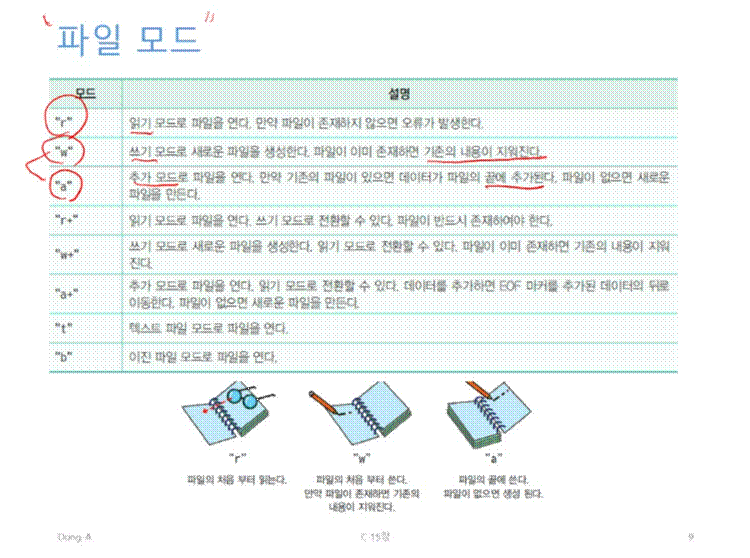 파일 모드
모드 설명
"r" 읽기 모드로 파일을 연다. 만약 파일이 존재하지 않으면 오류가 발생한다.
"w" 쓰기 모드로 새로운 파일을 생성한다. 파일이 이미 존재하면 기존의 내용이 지워진다.
"a" 추가 모드로 파일을 연다. 만약 기존의 파일이 있으면 데이터가 파일의 끝에 추가된다. 파일이 없으면 새로운
파일을 만든다.
"r+" 읽기 모드로 파일을 연다. 쓰기 모드로 전환할 수 있다. 파일이 반드시 존재하여야 한다.
"w+" 쓰기 모드로 새로운 파일을 생성한다. 읽기 모드로 전환할 수 있다. 파일이 이미 존재하면 기존의 내용이 지워
진다.
"a+" 추가 모드로 파일을 연다. 읽기 모드로 전환할 수 있다. 데이터를 추가하면 EOF 마커를 추가된 데이터의 뒤로
이동한다. 파일이 없으면 새로운 파일을 만든다.
"t" 텍스트 파일 모드로 파일을 연다.
"b" 이진 파일 모드로 파일을 연다.
"r" "w" "a"
파일의 처음 부터 읽는다. 파일의 처음 부터 쓴다. 파일의 끝에 쓴다.
만약 파일이 존재하면 기존의 파일이 없으면 생성 된다.
내용이 지워진다.
Dong-A C 15장 9